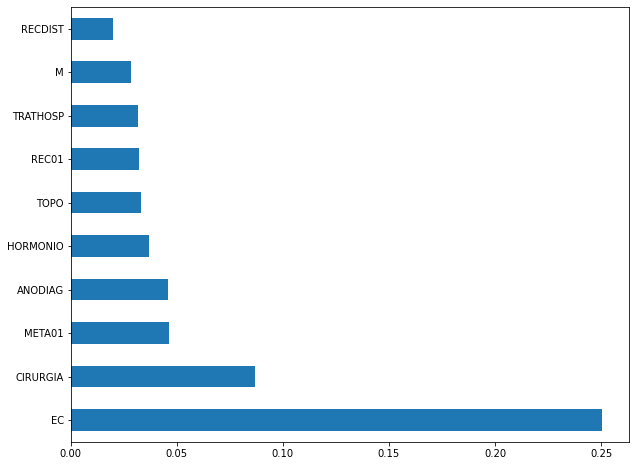 RECDIST
M
TRATHOSP
REC01
TOPO
HORMONIO
ANODIAG
META01
CIRURGIA
EC
0.00 0.05 0.10 0.15 0.20 0.25